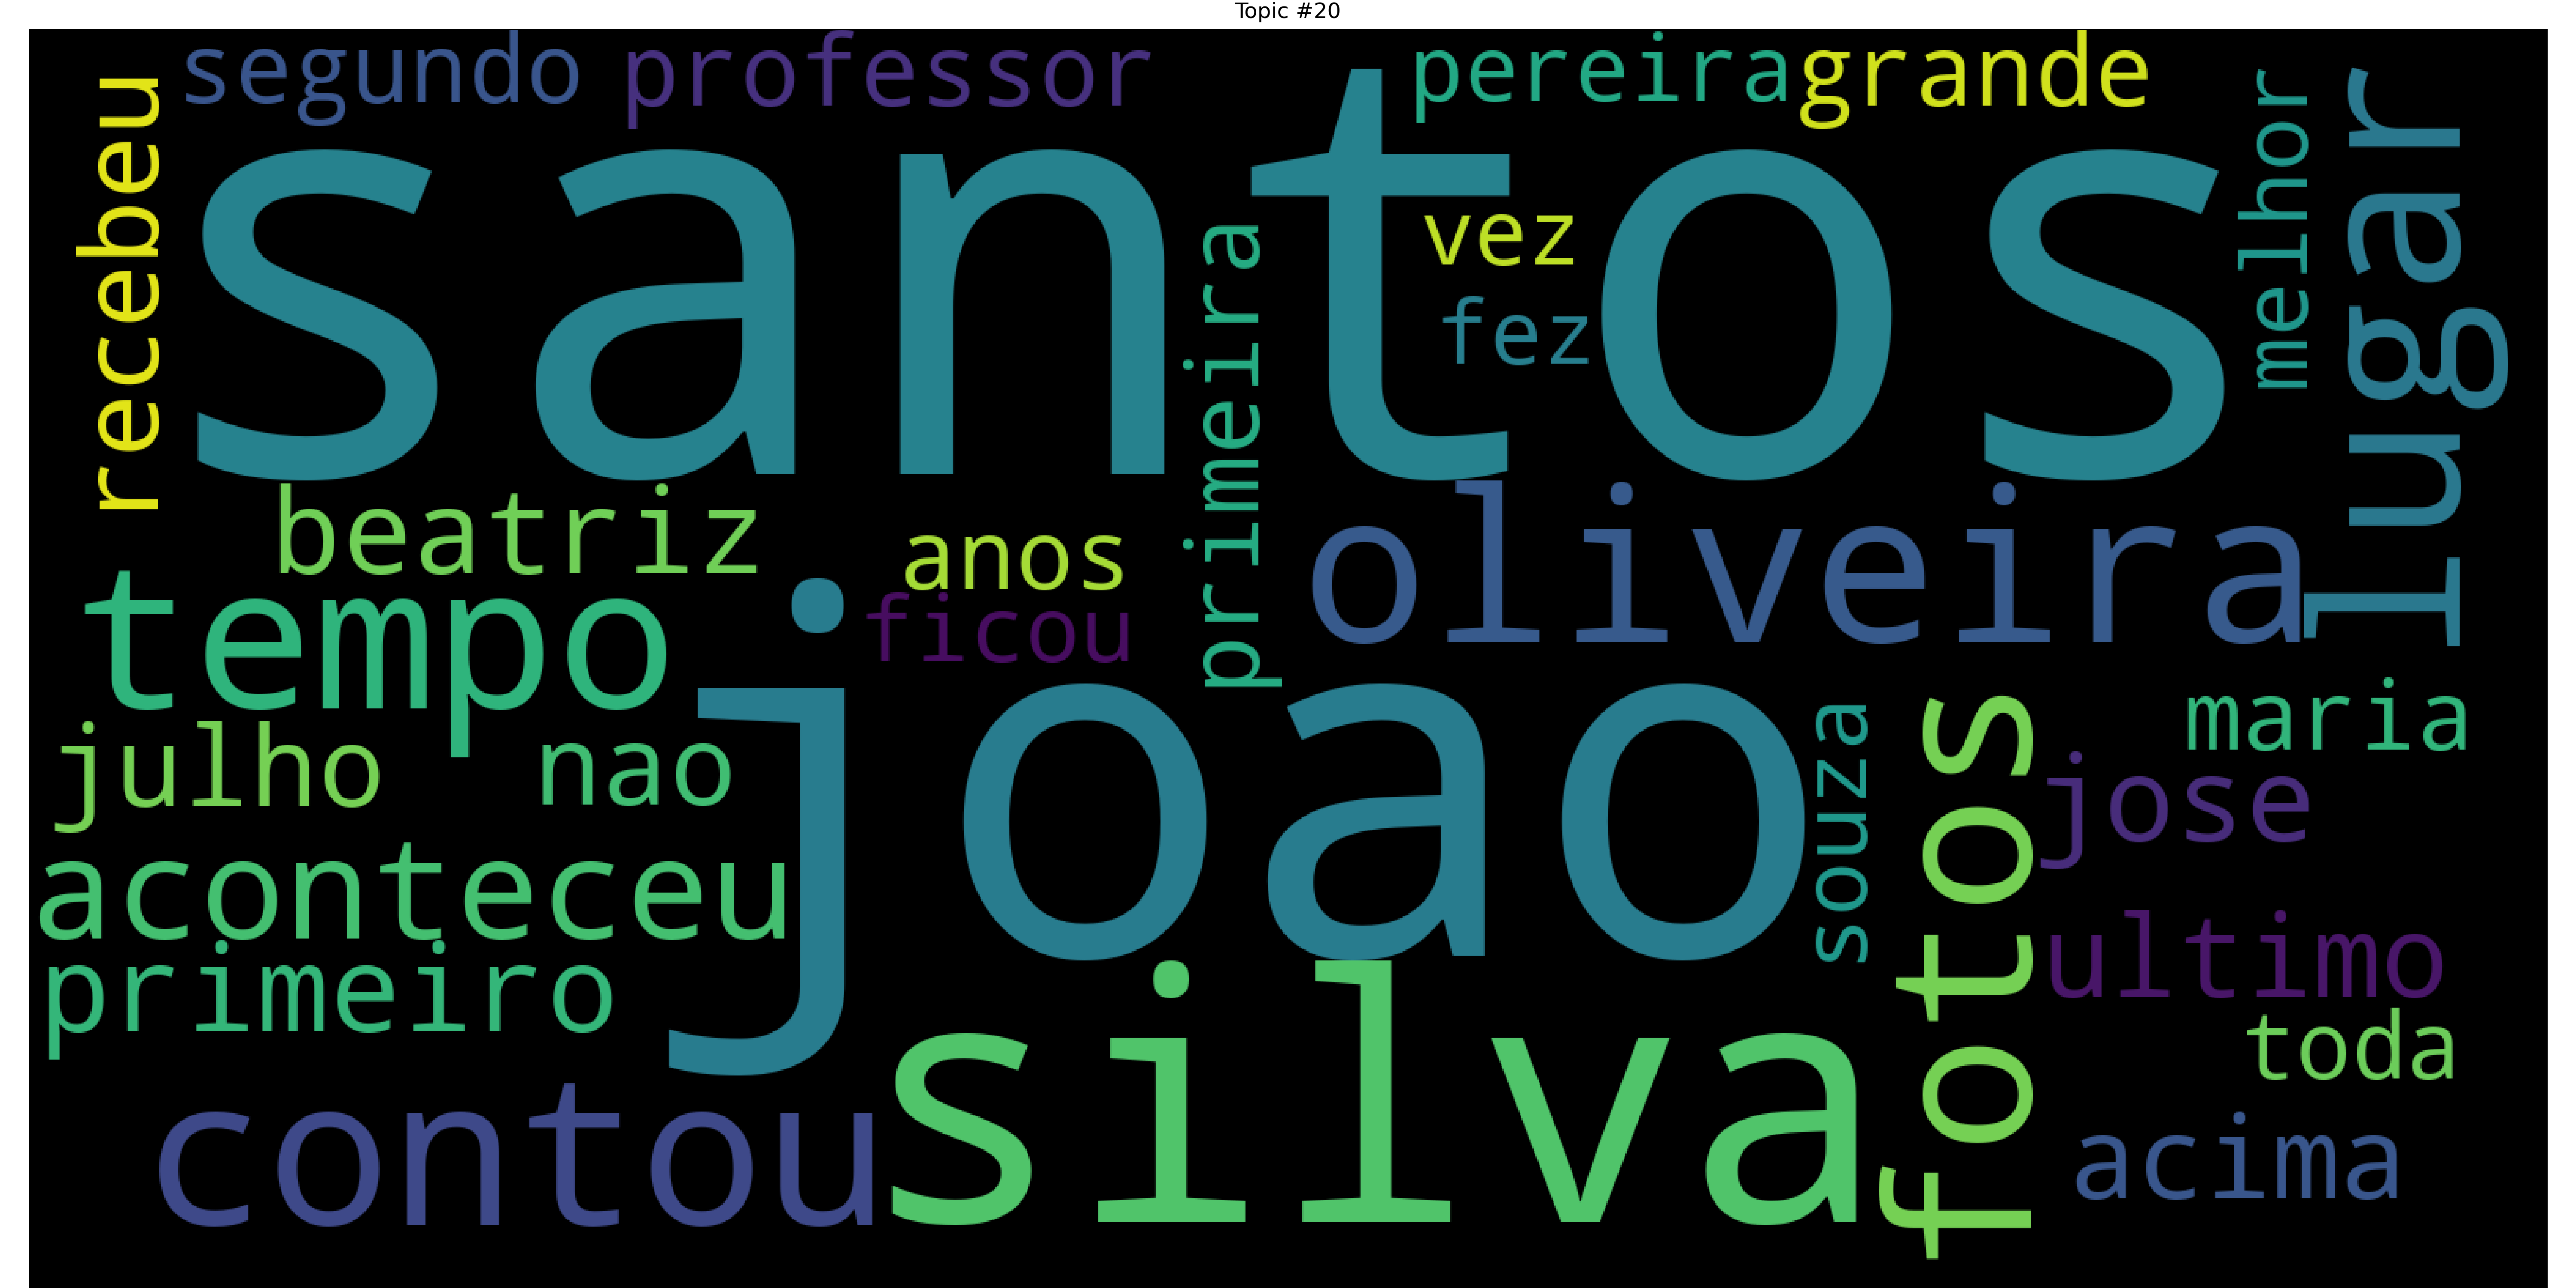 Topic #20
segundo
professor
pereira
grande
recebeu
santos
vez
fez
melhor
lugar
primeira
beatriz
anos
oliveira
tempo
ficou
joao
maria
julho
nao
souza
fotos
jose
aconteceu
primeiro
ultimo
silva
toda
contou
acima